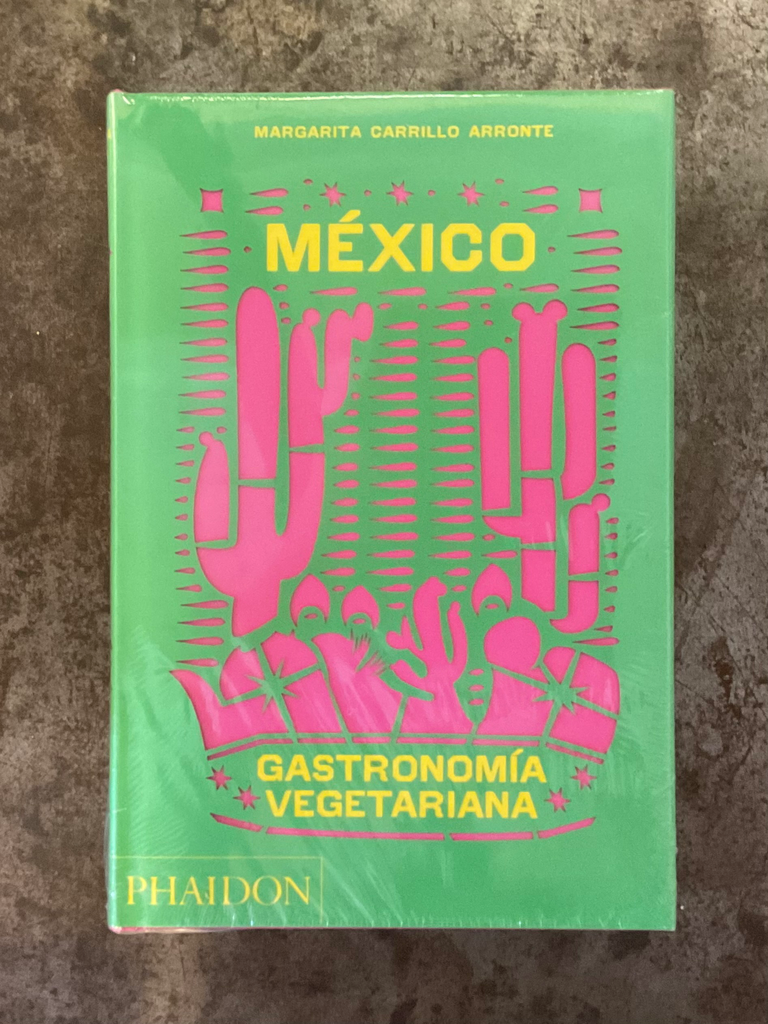 MARGARITA CARRILLO ARRONTE
MÉXICO
GASTRONOMÍA
VEGETARIANA
PHAIDON